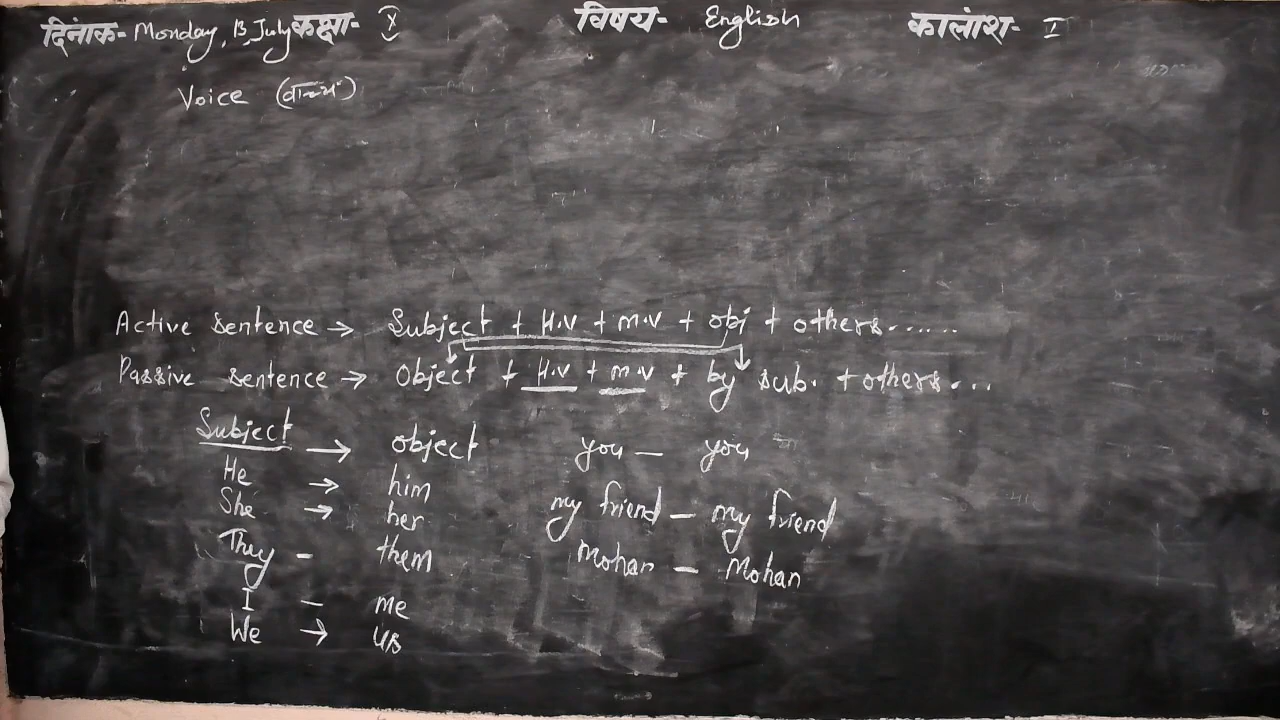 दिनांक- Monday, 13, July कक्षा- X विषय- English कालांश- I
Voice (वाच्य)
Active sentence → Subject + H.V + m.V + obj + others......
Passive sentence → Object + H.V + m.V + by sub. + others...
Subject → object you — you
He → him
She → her my friend — my friend
They - them Mohan — Mohan
I — me
We → us